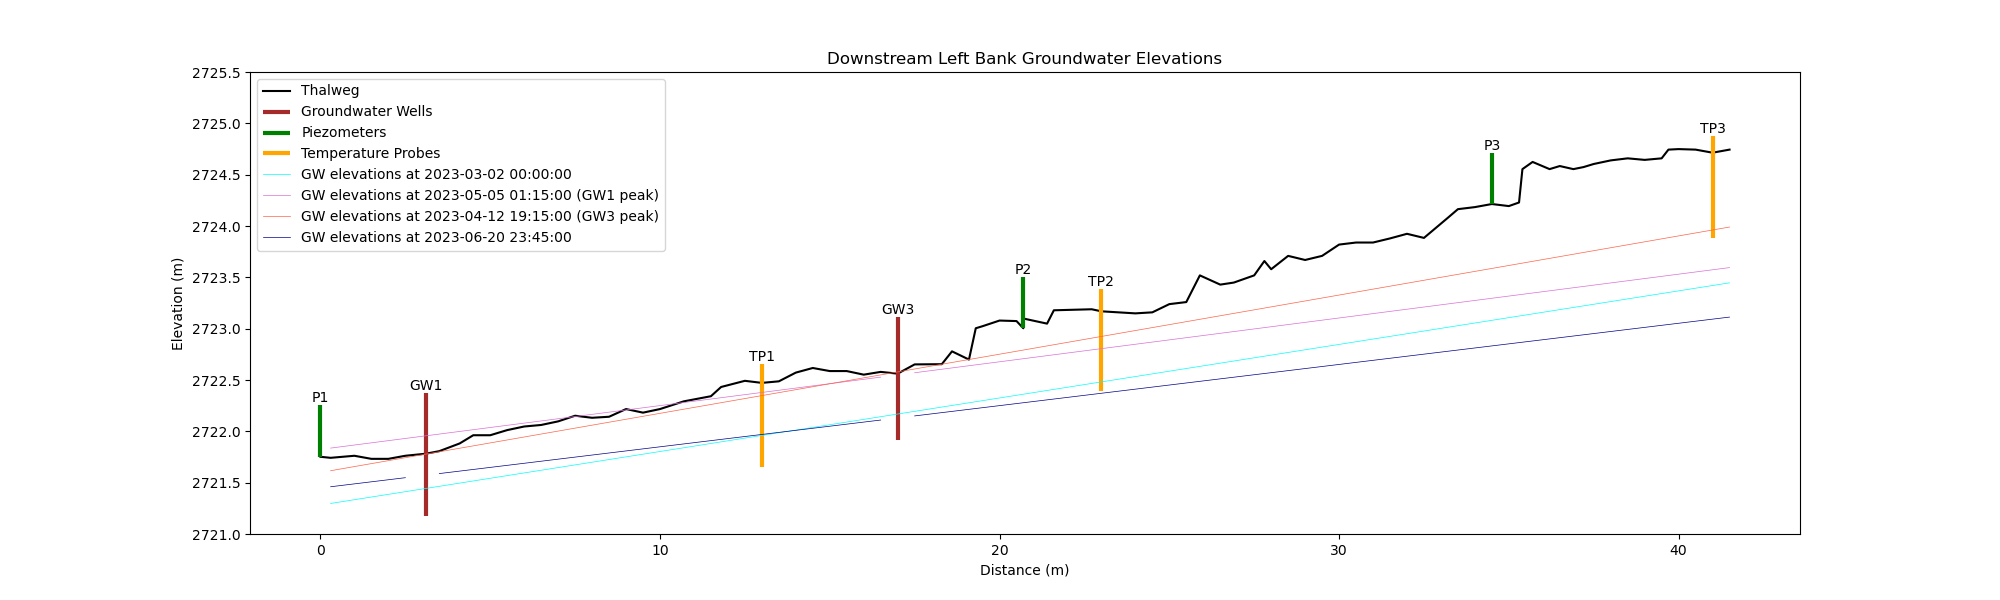 Downstream Left Bank Groundwater Elevations
Elevation (m)
2725.5
2725.0
2724.5
2724.0
2723.5
2723.0
2722.5
2722.0
2721.5
2721.0
Thalweg
Groundwater Wells
Piezometers
Temperature Probes
GW elevations at 2023-03-02 00:00:00
GW elevations at 2023-05-05 01:15:00 (GW1 peak)
GW elevations at 2023-04-12 19:15:00 (GW3 peak)
GW elevations at 2023-06-20 23:45:00
P1
GW1
TP1
GW3
P2
TP2
P3
TP3
0
10
20
30
40
Distance (m)